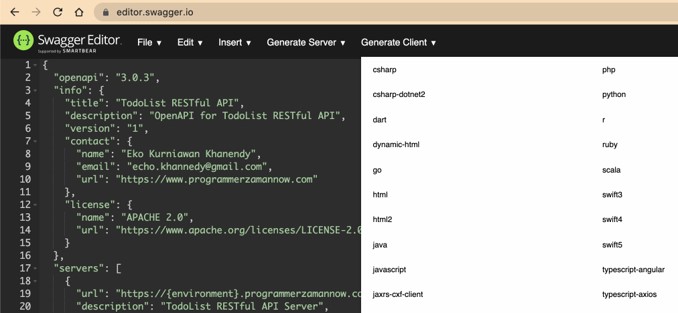 editor.swagger.io
Swagger Editor.
Supported by SMARTBEAR
File ▾ Edit ▾ Insert ▾ Generate Server ▾ Generate Client ▾
1 {
2 "openapi": "3.0.3",
3 "info": {
4 "title": "TodoList RESTful API",
5 "description": "OpenAPI for TodoList RESTful API",
6 "version": "1",
7 "contact": {
8 "name": "Eko Kurniawan Khanendy",
9 "email": "echo.khannedy@gmail.com",
10 "url": "https://www.programmerzamannow.com"
11 },
12 "license": {
13 "name": "APACHE 2.0",
14 "url": "https://www.apache.org/licenses/LICENSE-2.0
15 }
16 },
17 "servers": [
18 {
19 "url": "https://{environment}.programmerzamannow.co
20 "description": "TodoList RESTful API Server",
csharp
csharp-dotnet2
dart
dynamic-html
go
html
html2
java
javascript
jaxrs-cxf-client
php
python
r
ruby
scala
swift3
swift4
swift5
typescript-angular
typescript-axios